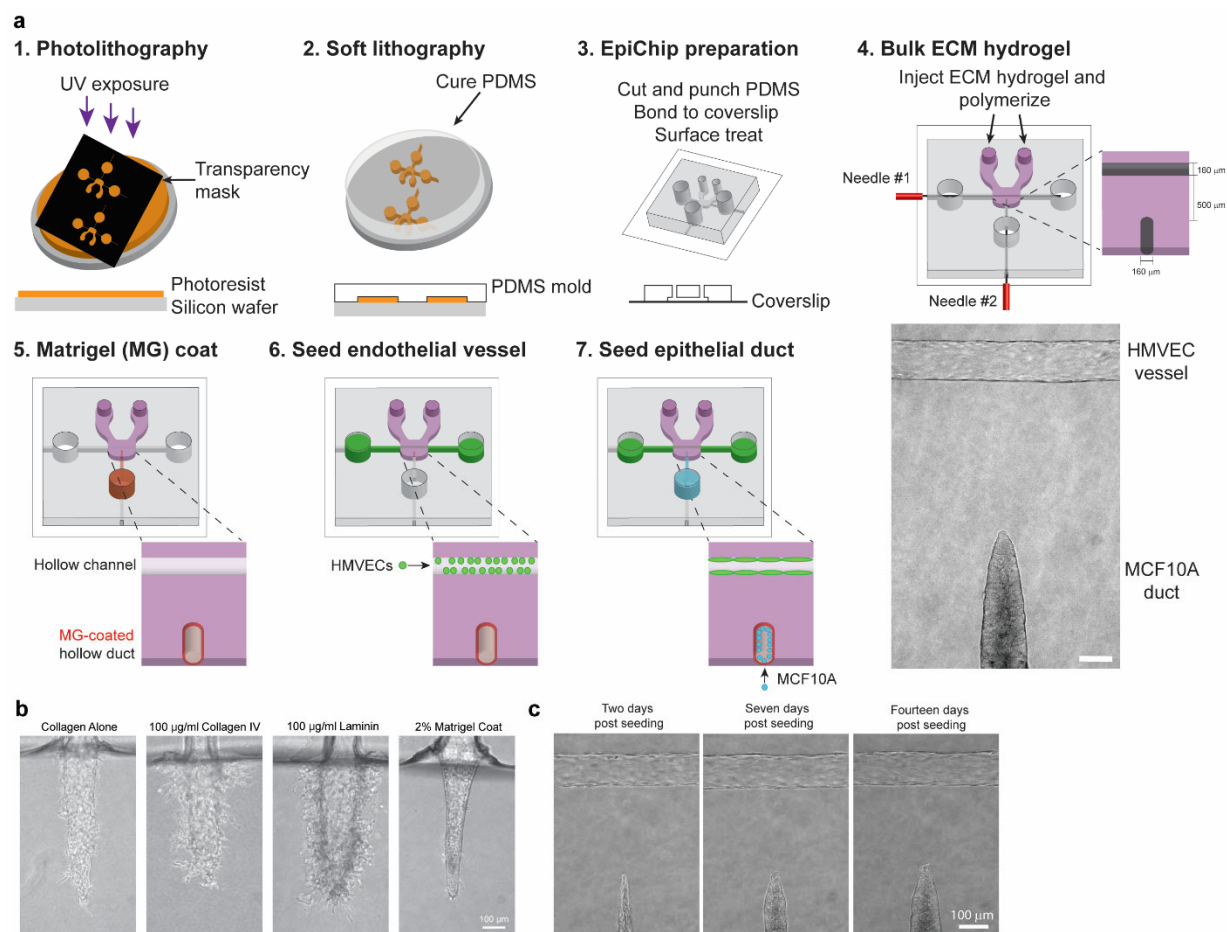 a
1. Photolithography
UV exposure
Transparency
mask
Photoresist
Silicon wafer
2. Soft lithography
Cure PDMS
PDMS mold
3. EpiChip preparation
Cut and punch PDMS
Bond to coverslip
Surface treat
Coverslip
4. Bulk ECM hydrogel
Inject ECM hydrogel and
polymerize
Needle #1
160 μm
500 μm
160 μm
Needle #2
5. Matrigel (MG) coat
Hollow channel
MG-coated
hollow duct
6. Seed endothelial vessel
HMVECs
7. Seed epithelial duct
MCF10A
HMVEC
vessel
MCF10A
duct
b
Collagen Alone
100 µg/ml Collagen IV
100 µg/ml Laminin
2% Matrigel Coat
100 µm
c
Two days
post seeding
Seven days
post seeding
Fourteen days
post seeding
100 μm